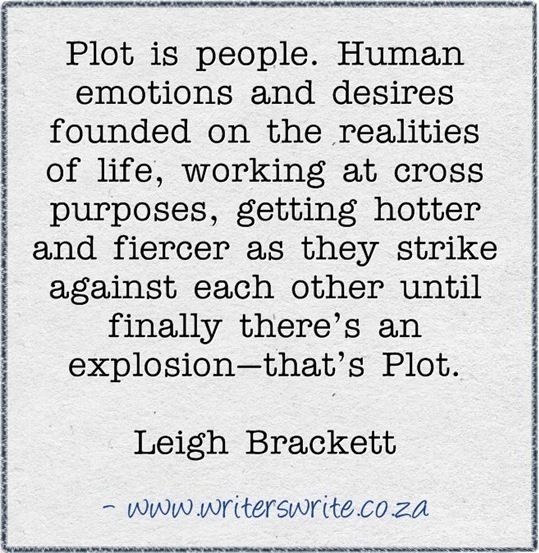 Plot is people. Human
emotions and desires
founded on the realities
of life, working at cross
purposes, getting hotter
and fiercer as they strike
against each other until
finally there's an
explosion—that's Plot.
Leigh Brackett
- www.writerswrite.co.za